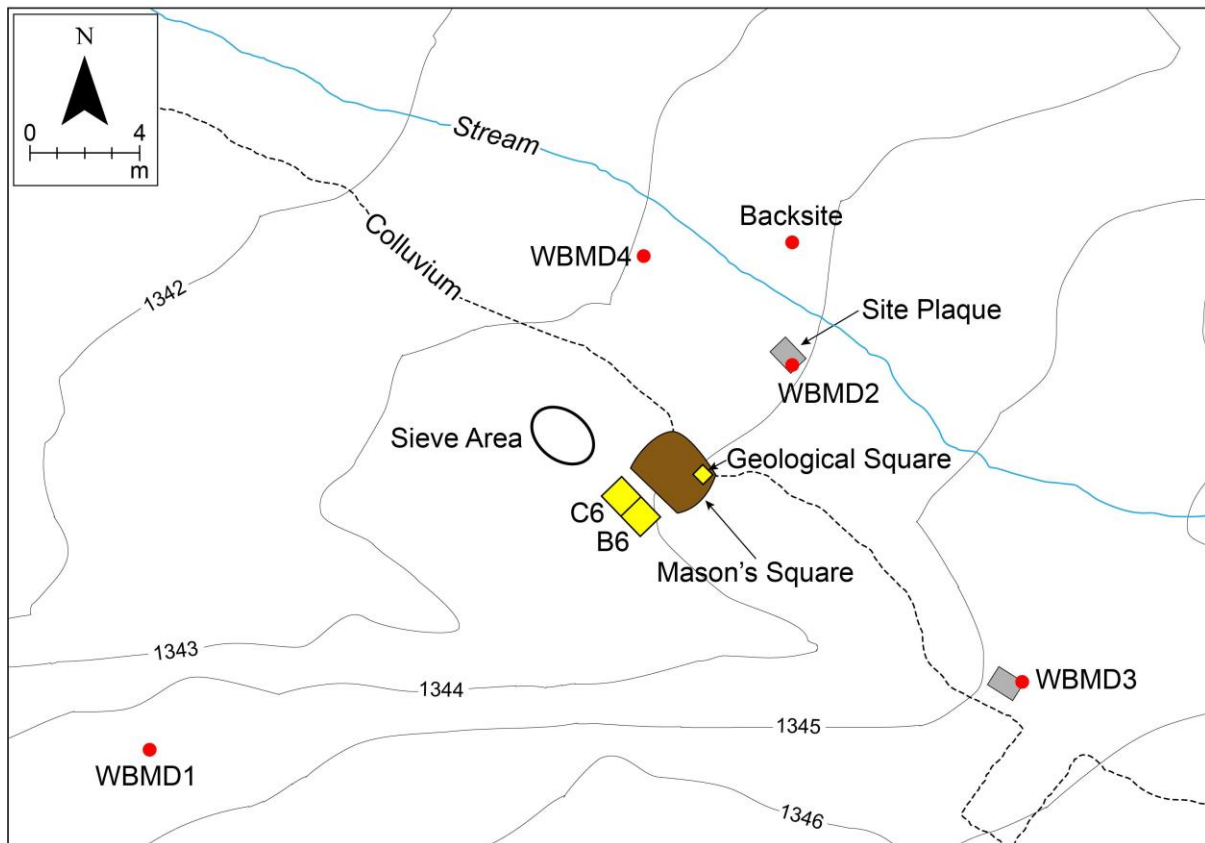 N
0 4
m
Stream
Colluvium
Backsite
WBMD4
1342
Site Plaque
WBMD2
Sieve Area
Geological Square
C6
B6
Mason's Square
1343
1344
WBMD3
1345
WBMD1
1346